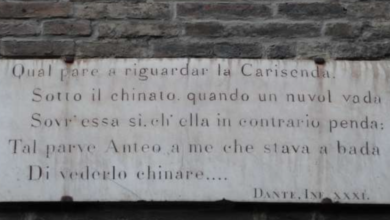 Qual pare a riguardar la Carisenda
Sotto il chinato, quando un nuvol vada
Sovr' essa sì, ch' ella in contrario penda;
Tal parve Anteo a me che stava a bada
Di vederlo chinare....
Dante, Inf. XXXI.